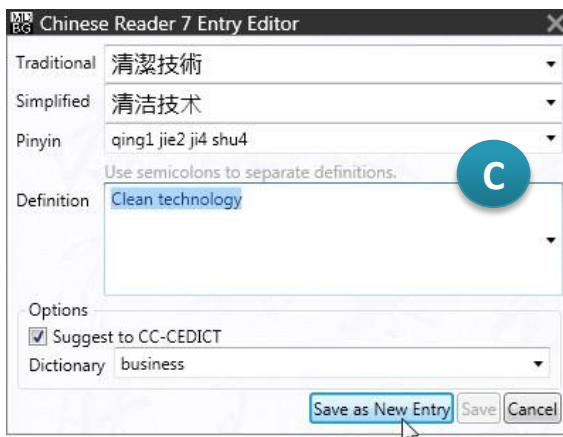 MD
BG Chinese Reader 7 Entry Editor
Traditional 清潔技術
Simplified 清洁技术
Pinyin qing1 jie2 ji4 shu4
Use semicolons to separate definitions.
C
Definition Clean technology
Options
Suggest to CC-CEDICT
Dictionary business
Save as New Entry Save Cancel